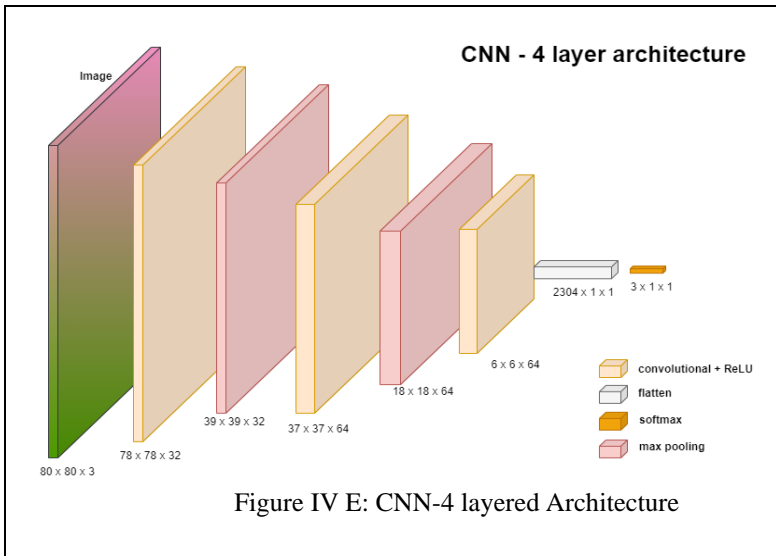 CNN - 4 layer architecture
Image
80 x 80 x 3
78 x 78 x 32
39 x 39 x 32
37 x 37 x 64
18 x 18 x 64
6 x 6 x 64
2304 x 1 x 1
3 x 1 x 1
convolutional + ReLU
flatten
softmax
max pooling
Figure IV E: CNN-4 layered Architecture